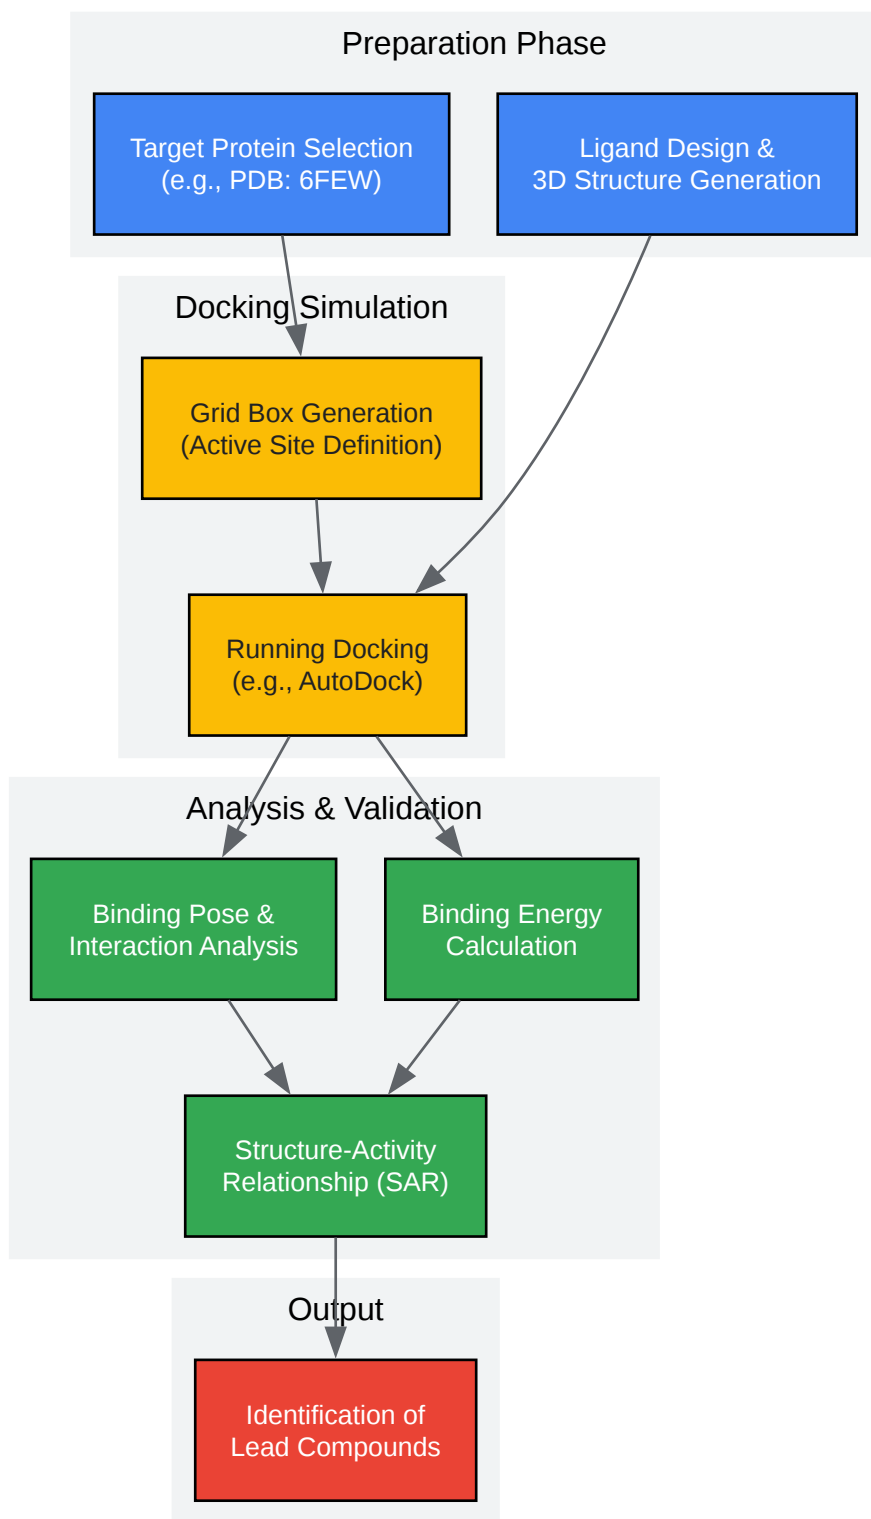 Preparation Phase
Target Protein Selection
(e.g., PDB: 6FEW)
Ligand Design &
3D Structure Generation
Docking Simulation
Grid Box Generation
(Active Site Definition)
Running Docking
(e.g., AutoDock)
Analysis & Validation
Binding Pose &
Interaction Analysis
Binding Energy
Calculation
Structure-Activity
Relationship (SAR)
Output
Identification of
Lead Compounds